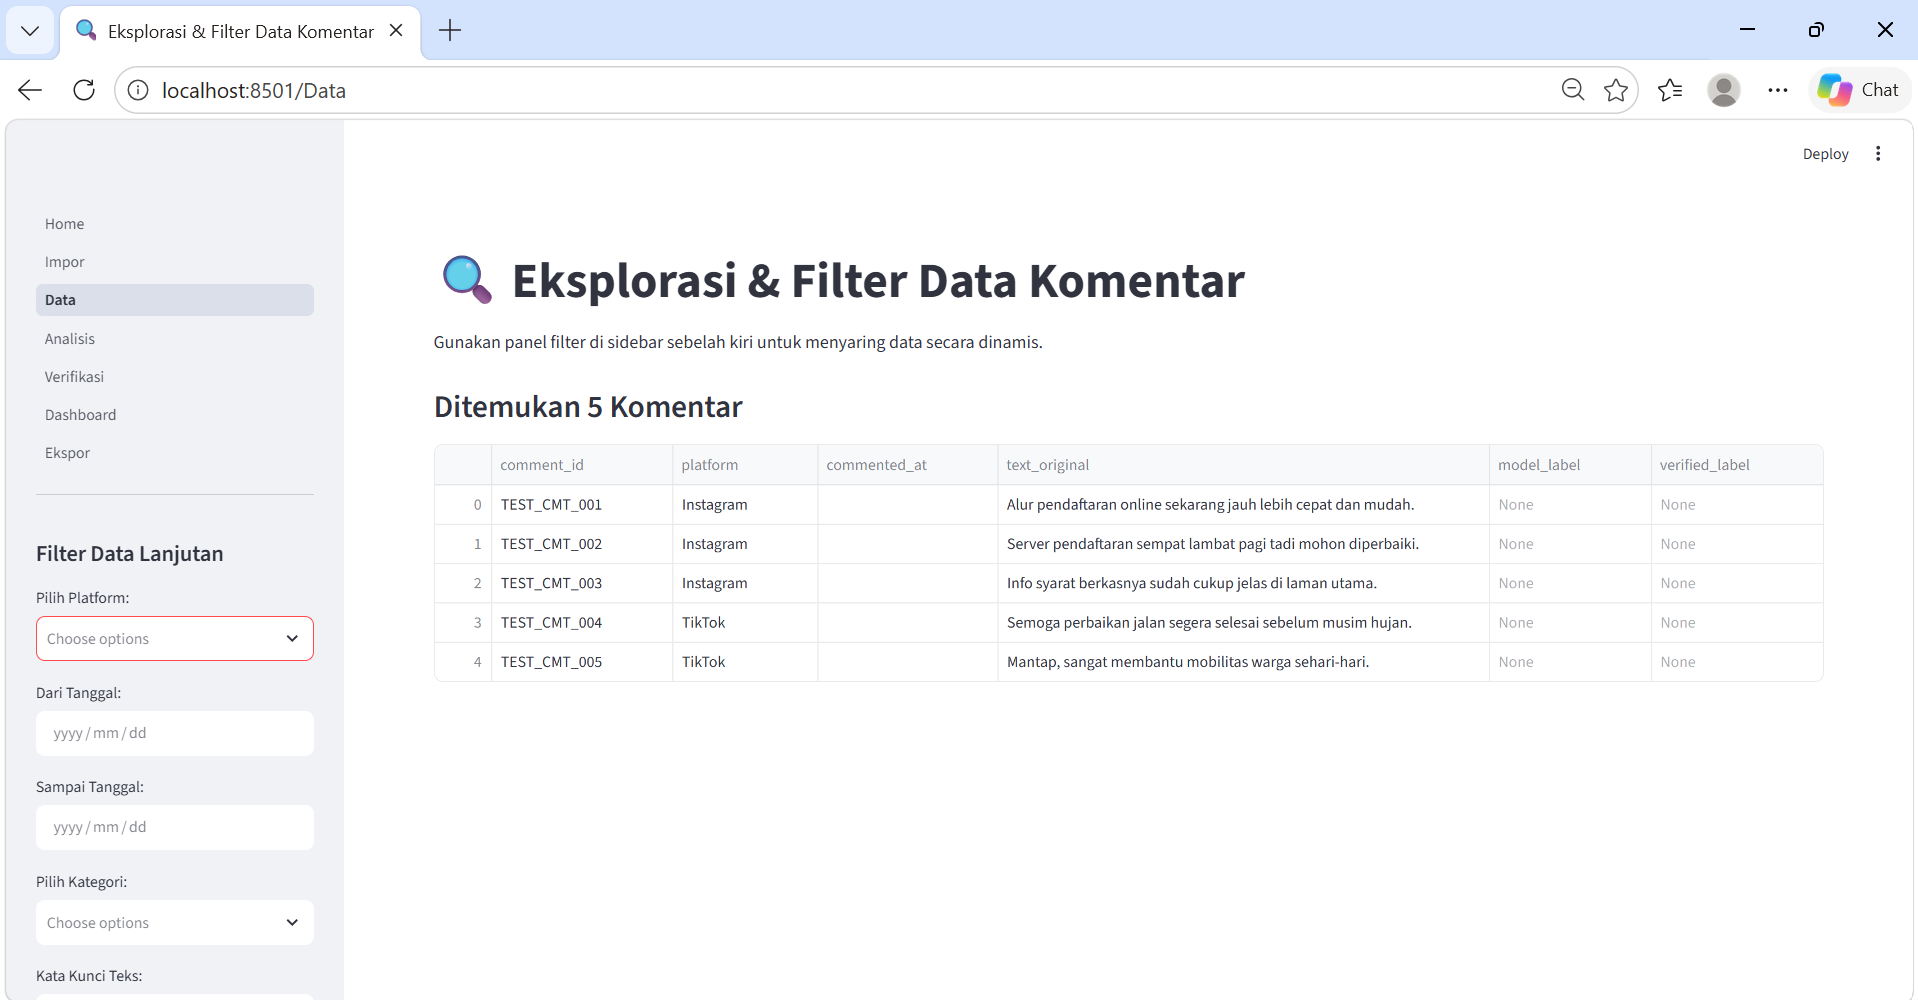 Eksplorasi & Filter Data Komentar
localhost:8501/Data
Chat
Deploy
Home
Impor
Data
Analisis
Verifikasi
Dashboard
Ekspor
Filter Data Lanjutan
Pilih Platform:
Choose options
Dari Tanggal:
yyyy/mm/dd
Sampai Tanggal:
yyyy/mm/dd
Pilih Kategori:
Choose options
Kata Kunci Teks:
Eksplorasi & Filter Data Komentar
Gunakan panel filter di sidebar sebelah kiri untuk menyaring data secara dinamis.
Ditemukan 5 Komentar
comment_id platform commented_at text_original model_label verified_label
0 TEST_CMT_001 Instagram Alur pendaftaran online sekarang jauh lebih cepat dan mudah. None None
1 TEST_CMT_002 Instagram Server pendaftaran sempat lambat pagi tadi mohon diperbaiki. None None
2 TEST_CMT_003 Instagram Info syarat berkasnya sudah cukup jelas di laman utama. None None
3 TEST_CMT_004 TikTok Semoga perbaikan jalan segera selesai sebelum musim hujan. None None
4 TEST_CMT_005 TikTok Mantap, sangat membantu mobilitas warga sehari-hari. None None